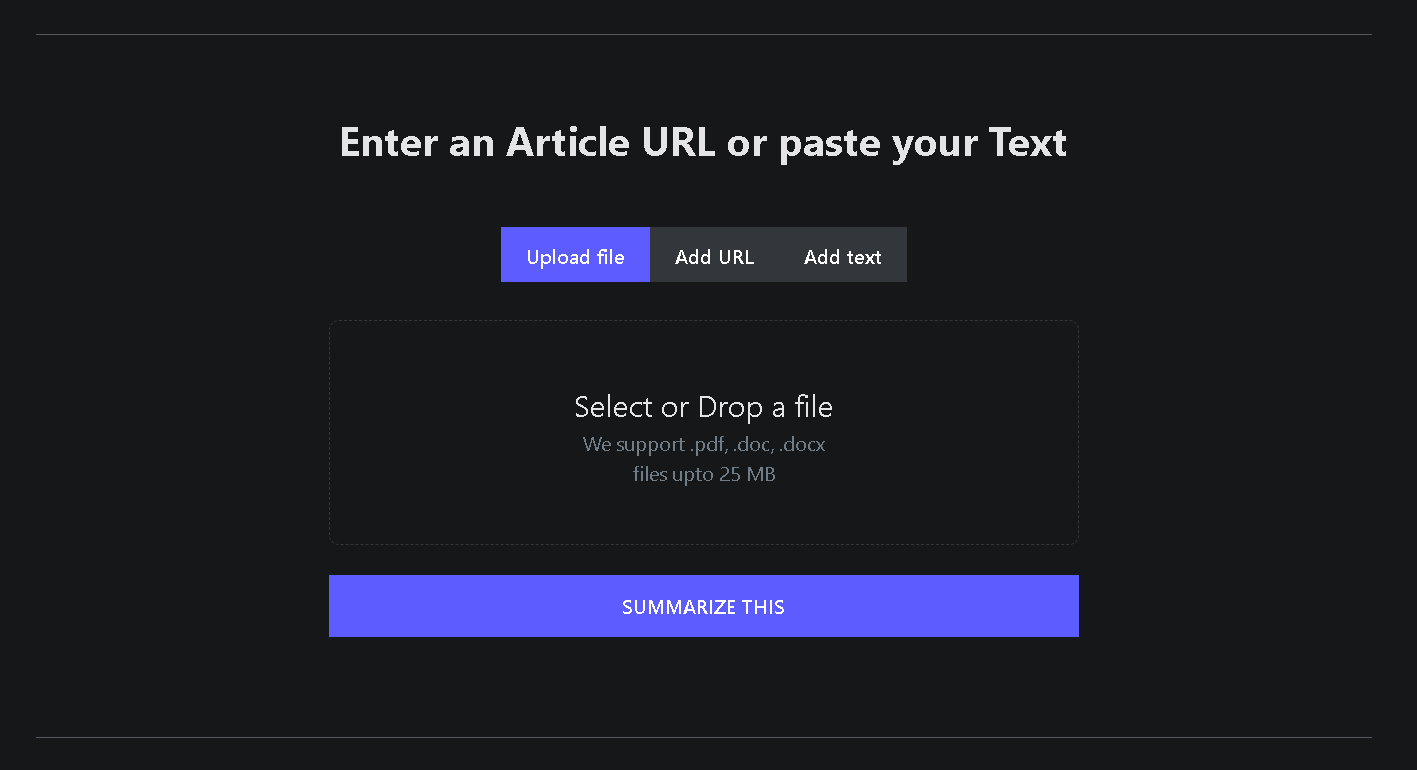 Enter an Article URL or paste your Text
Upload file
Add URL
Add text
Select or Drop a file
We support .pdf, .doc, .docx
files upto 25 MB
SUMMARIZE THIS